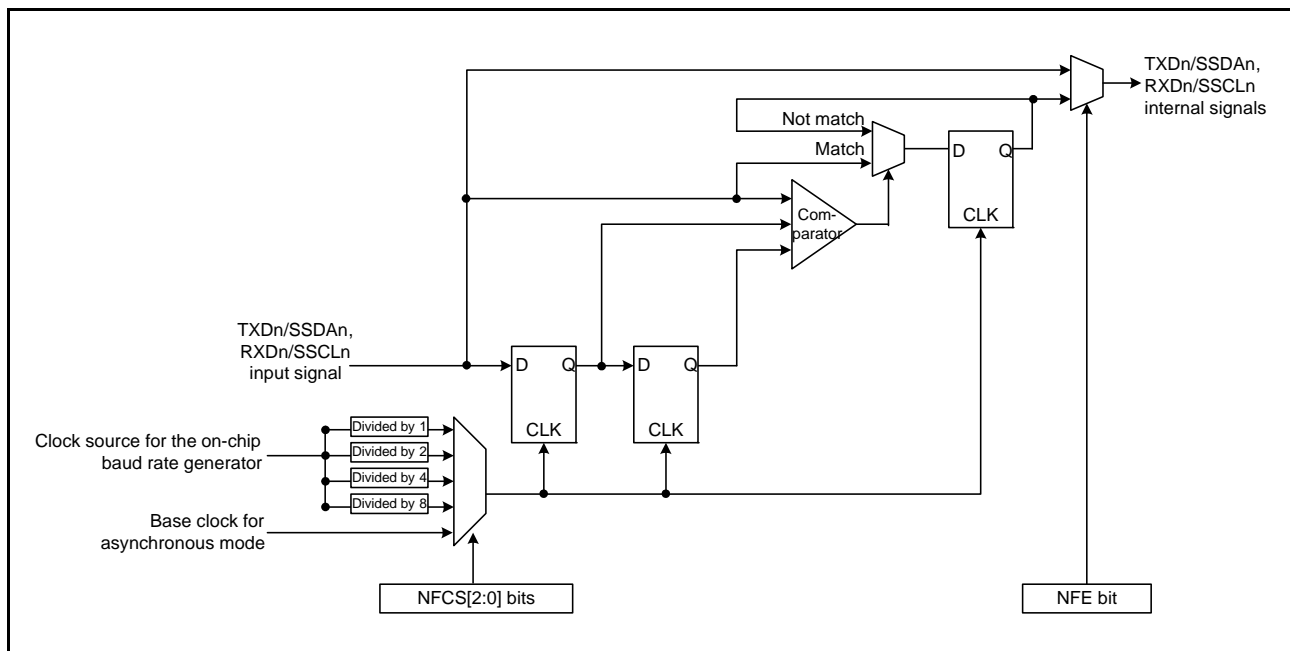 TXDn/SSDAn,
RXDn/SSCLn
internal signals
Not match
Match
D
Q
CLK
Com-
parator
TXDn/SSDAn,
RXDn/SSCLn
input signal
D
Q
CLK
D
Q
CLK
Clock source for the on-chip
baud rate generator
Divided by 1
Divided by 2
Divided by 4
Divided by 8
Base clock for
asynchronous mode
NFCS[2:0] bits
NFE bit